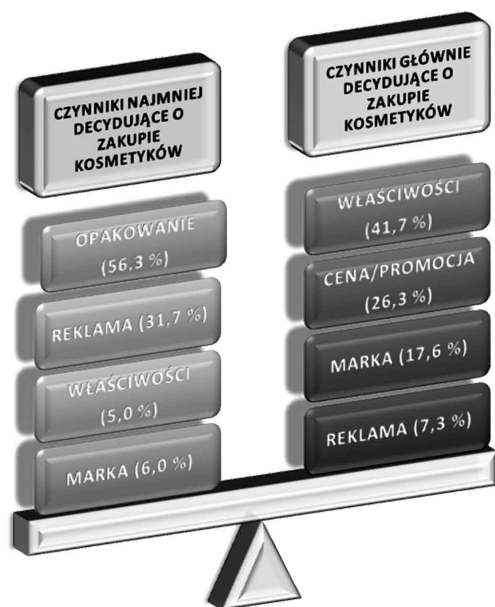 CZYNNIKI NAJMNIEJ
DECYDUJĄCE O
ZAKUPIE
KOSMETYKÓW
OPAKOWANIE
(56,3 %)
REKLAMA (31,7 %)
WŁAŚCIWOŚCI
(5,0 %)
MARKA (6,0 %)
CZYNNIKI GŁÓWNIE
DECYDUJĄCE O
ZAKUPIE
KOSMETYKÓW
WŁAŚCIWOŚCI
(41,7 %)
CENA/PROMOCJA
(26,3 %)
MARKA (17,6 %)
REKLAMA (7,3 %)